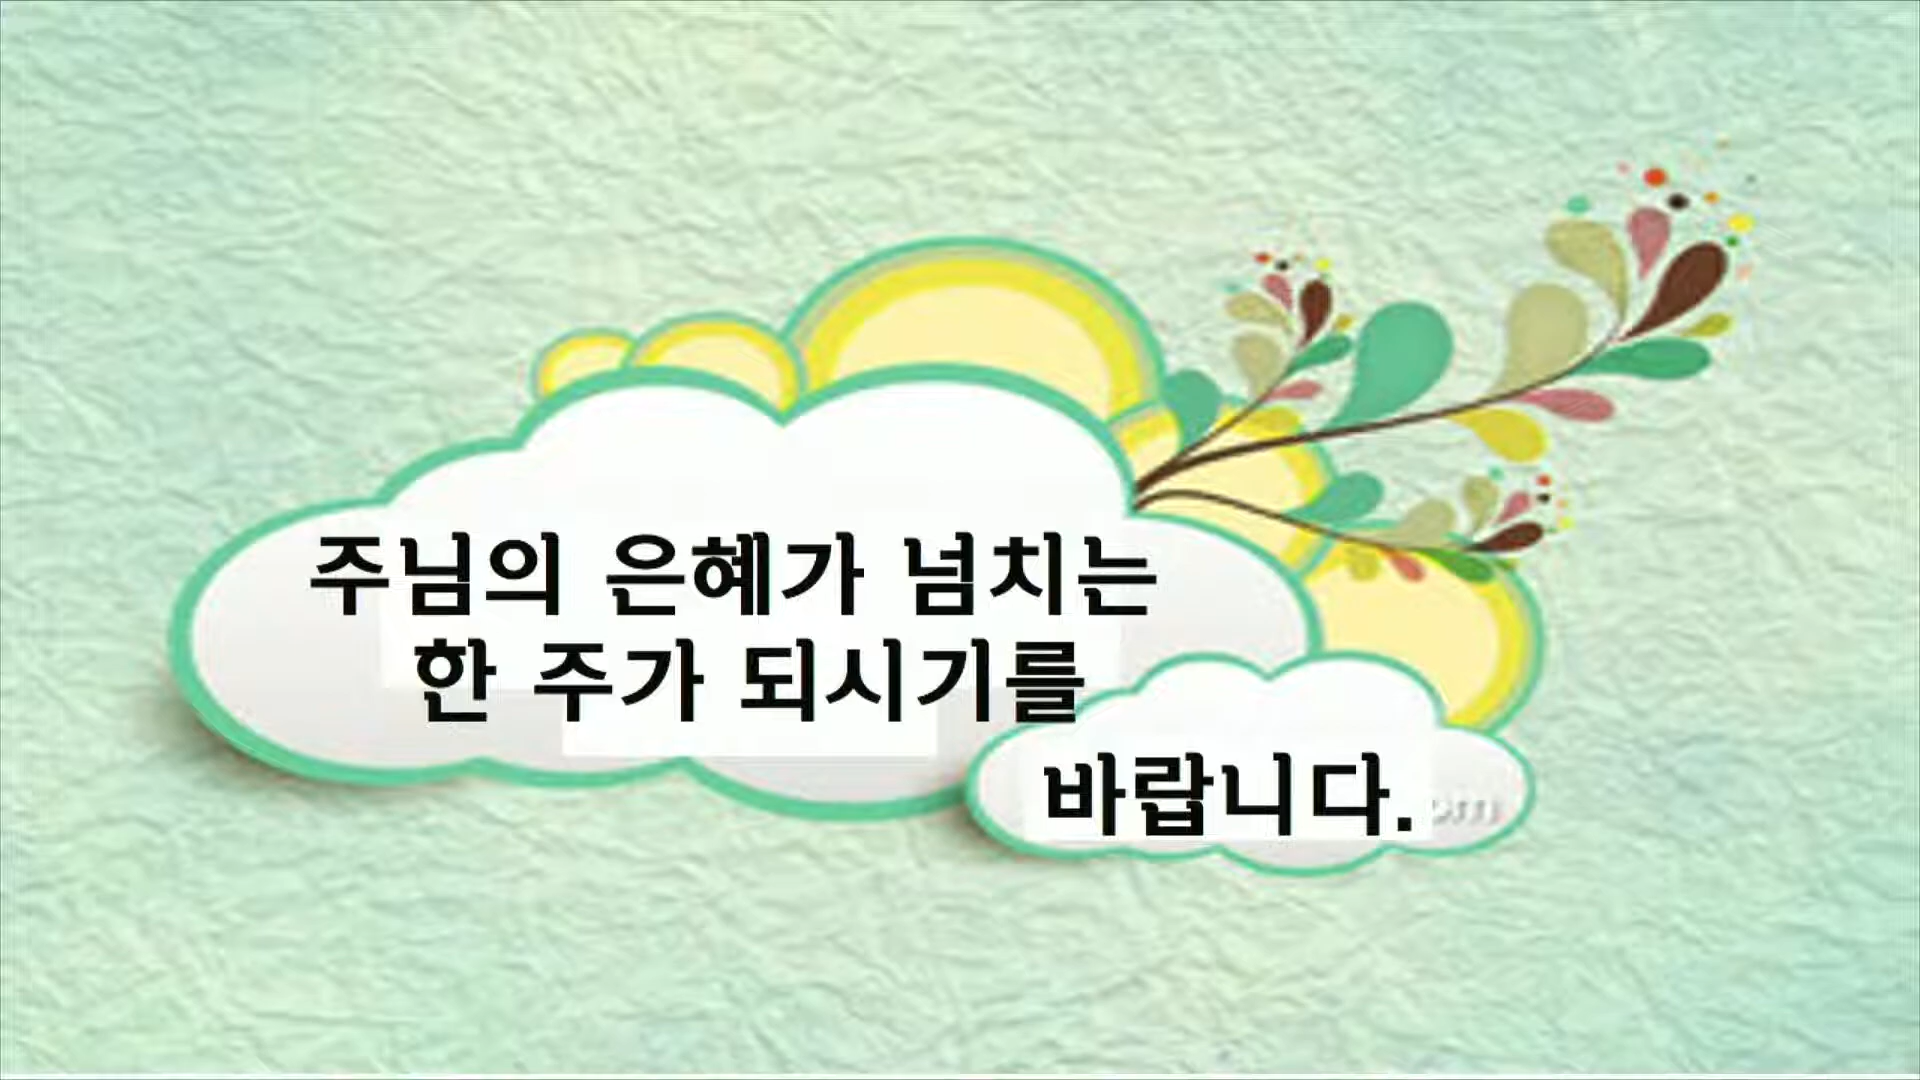 주님의 은혜가 넘치는
한 주가 되시기를
바랍니다.